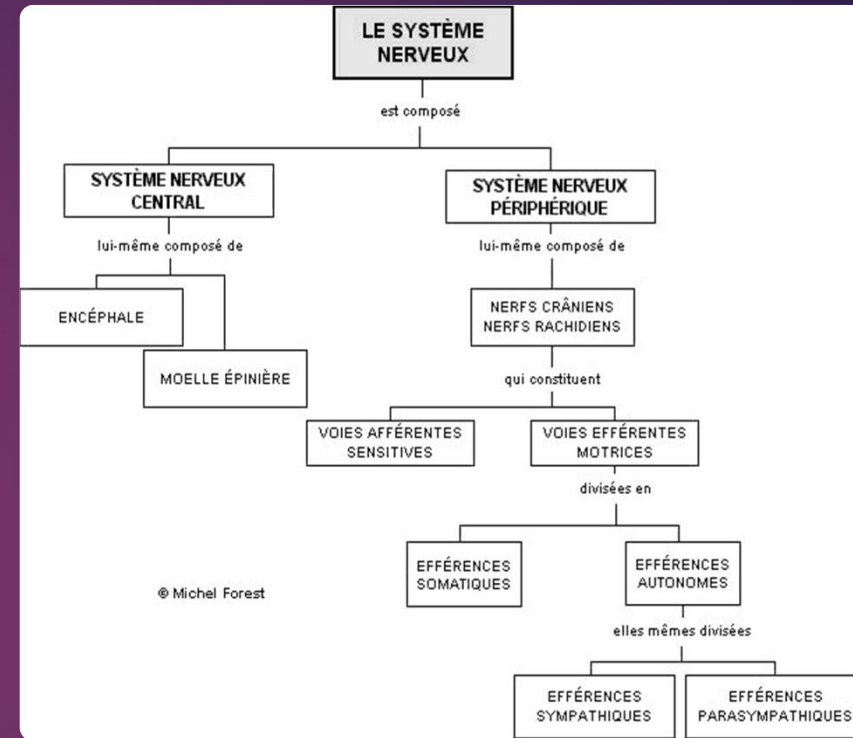 LE SYSTÈME
NERVEUX
est composé
SYSTÈME NERVEUX
CENTRAL
SYSTÈME NERVEUX
PÉRIPHÉRIQUE
lui-même composé de
lui-même composé de
ENCÉPHALE
MOELLE ÉPINIÈRE
NERFS CRÂNIENS
NERFS RACHIDIENS
qui constituent
VOIES AFFÉRENTES
SENSITIVES
VOIES EFFÉRENTES
MOTRICES
divisées en
EFFÉRENCES
SOMATIQUES
EFFÉRENCES
AUTONOMES
© Michel Forest
elles mêmes divisées
EFFÉRENCES
SYMPATHIQUES
EFFÉRENCES
PARASYMPATHIQUES